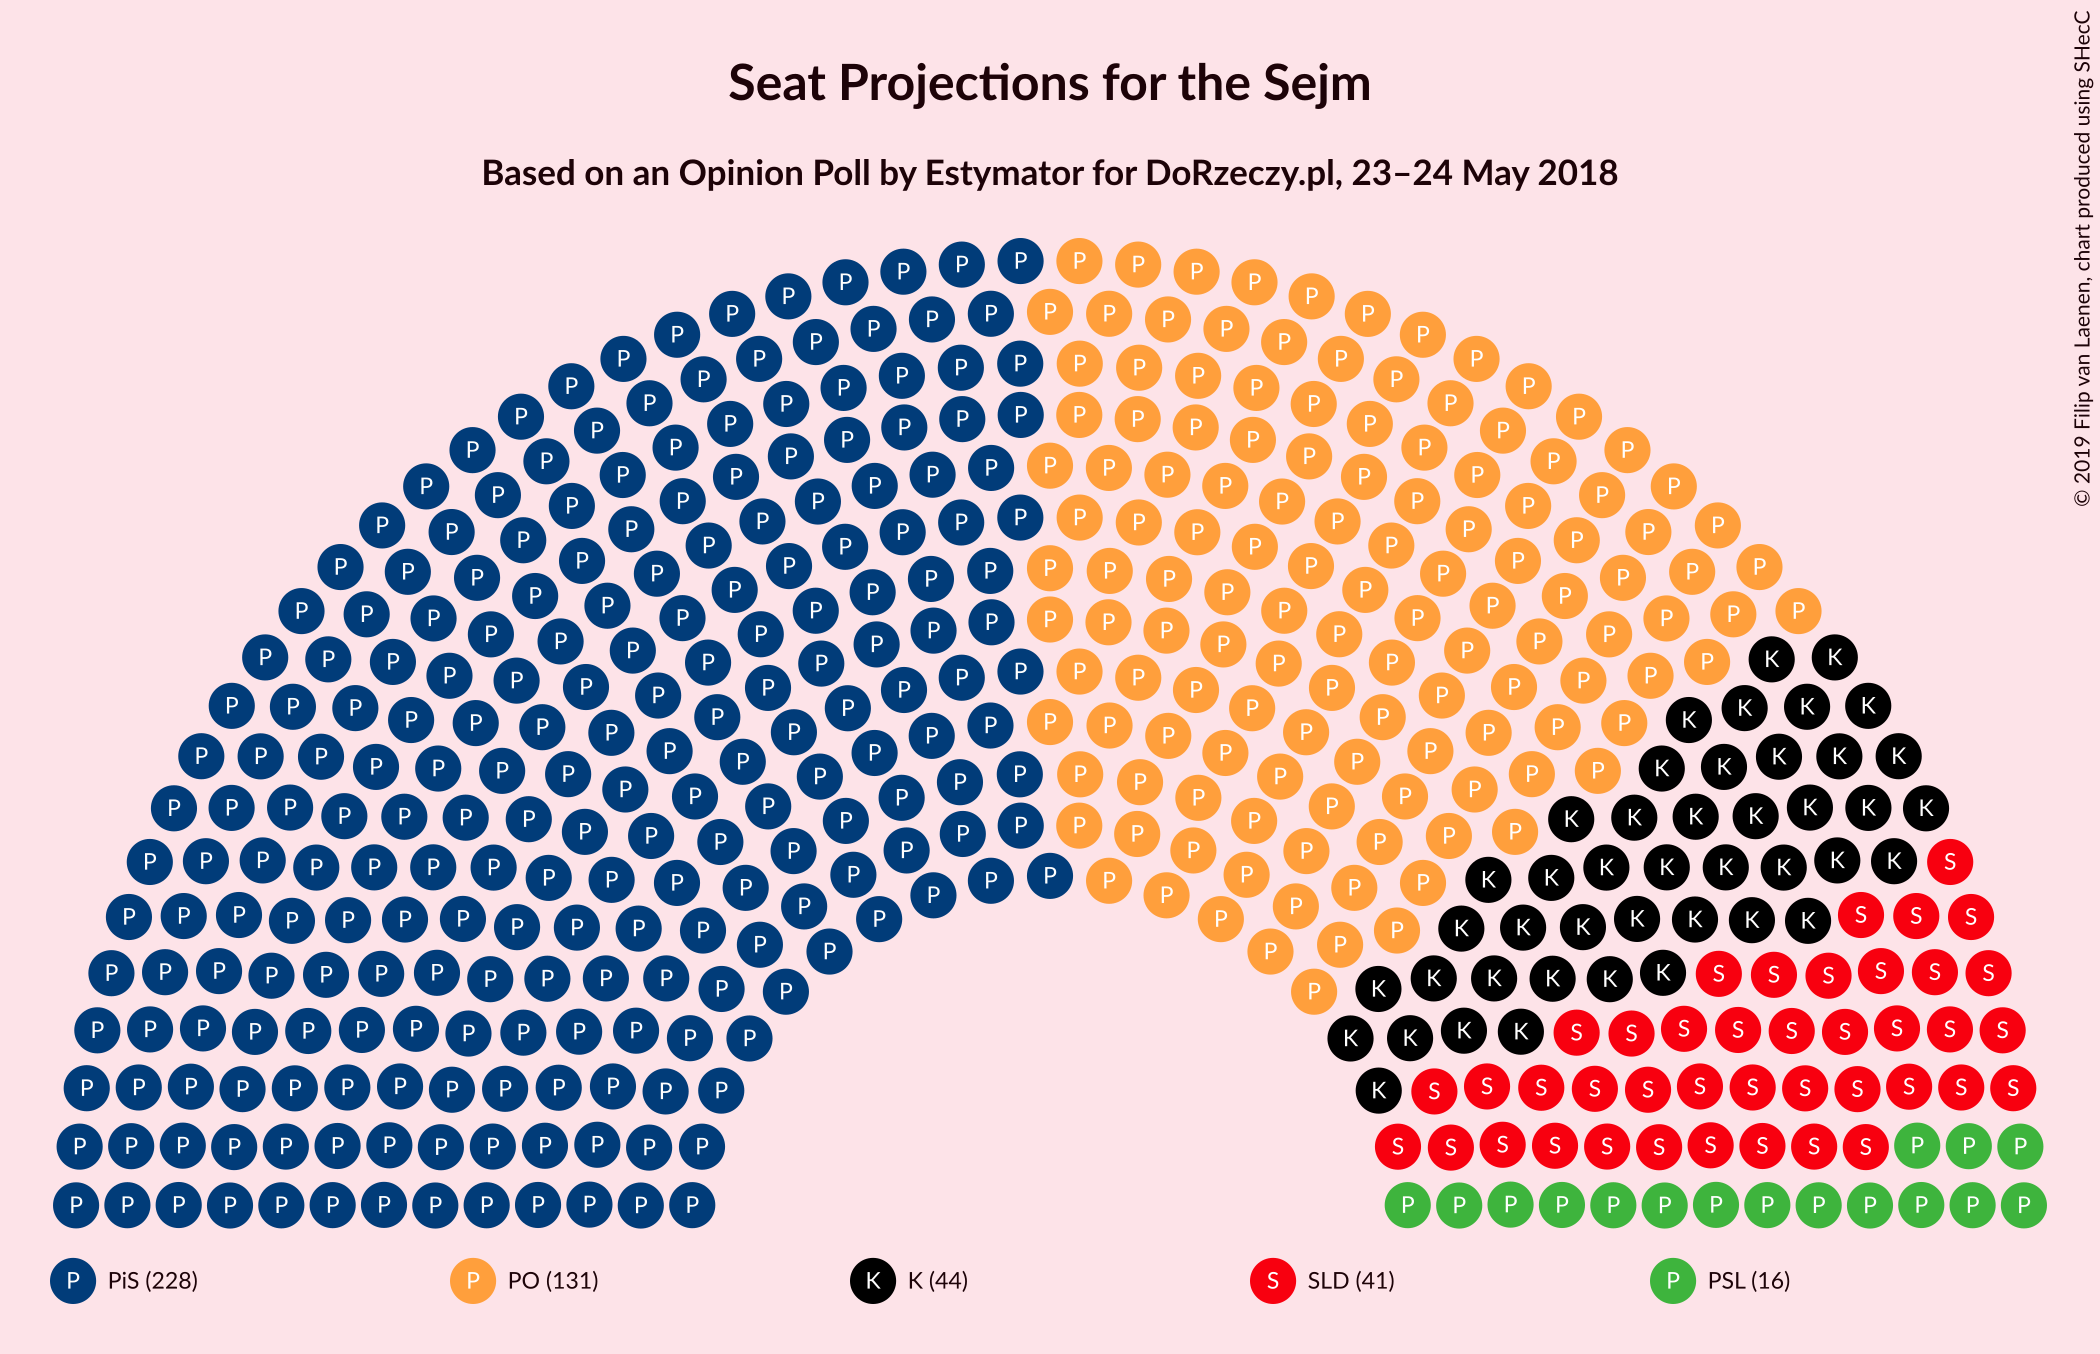 Seat Projections for the Sejm
Based on an Opinion Poll by Estymator for DoRzeczy.pl, 23–24 May 2018
© 2019 Filip van Laenen, chart produced using SHecC
P PiS (228)
P PO (131)
K K (44)
S SLD (41)
P PSL (16)